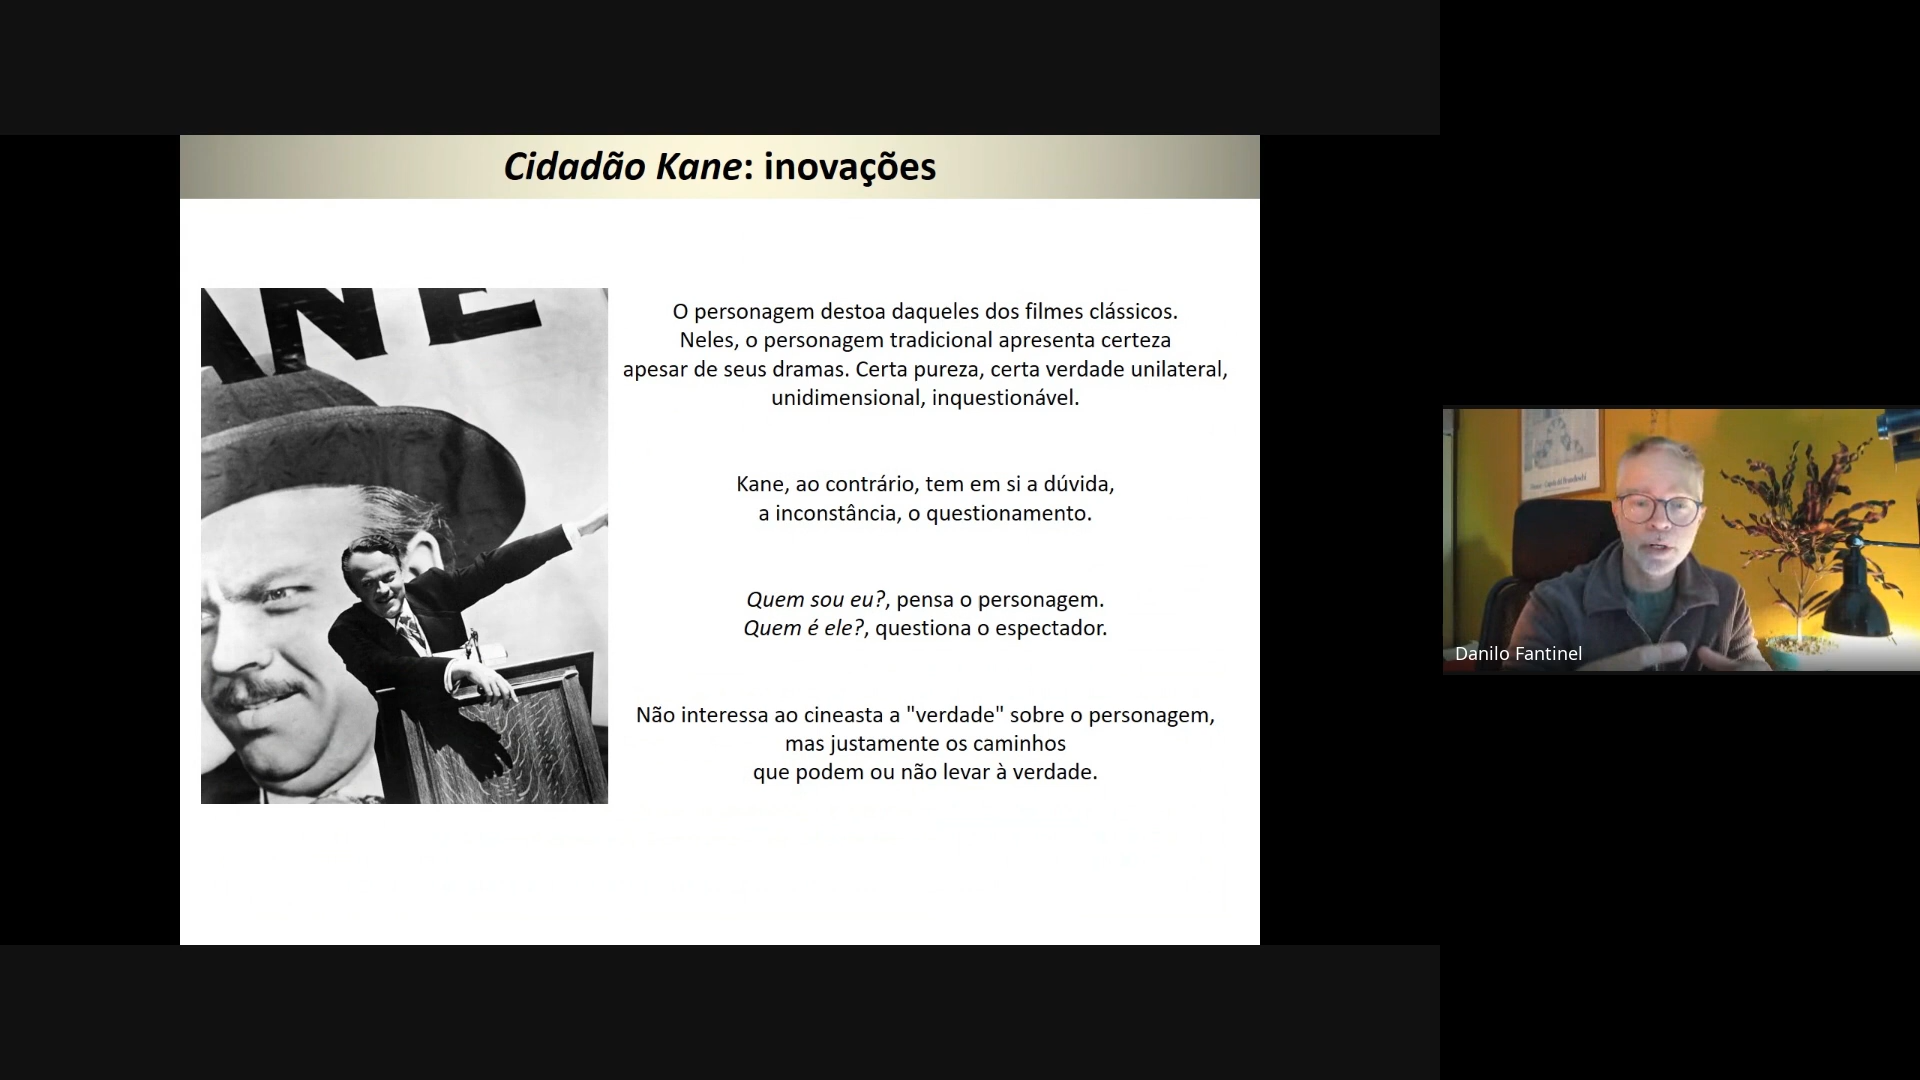 Cidadão Kane: inovações
ANE
O personagem destoa daqueles dos filmes clássicos.
Neles, o personagem tradicional apresenta certeza
apesar de seus dramas. Certa pureza, certa verdade unilateral,
unidimensional, inquestionável.
Kane, ao contrário, tem em si a dúvida,
a inconstância, o questionamento.
Quem sou eu?, pensa o personagem.
Quem é ele?, questiona o espectador.
Não interessa ao cineasta a "verdade" sobre o personagem,
mas justamente os caminhos
que podem ou não levar à verdade.
Danilo Fantinel